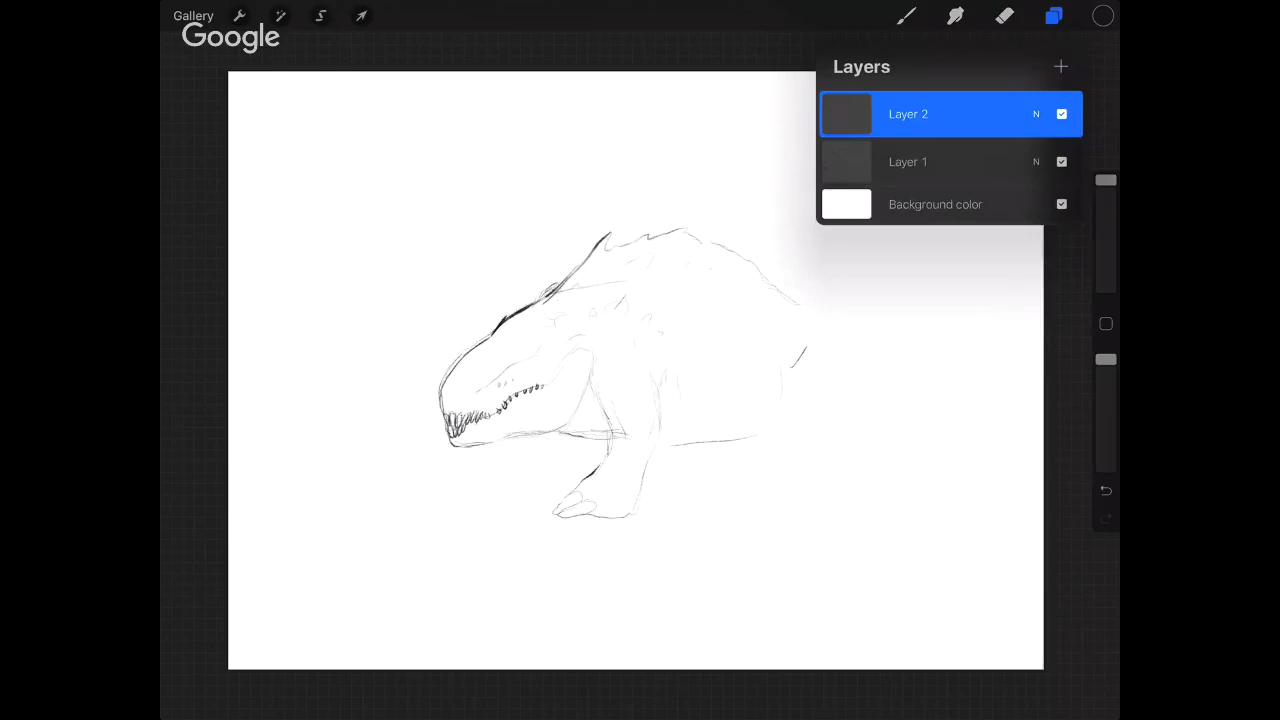 Gallery
Google
Layers
Layer 2 N
Layer 1 N
Background color